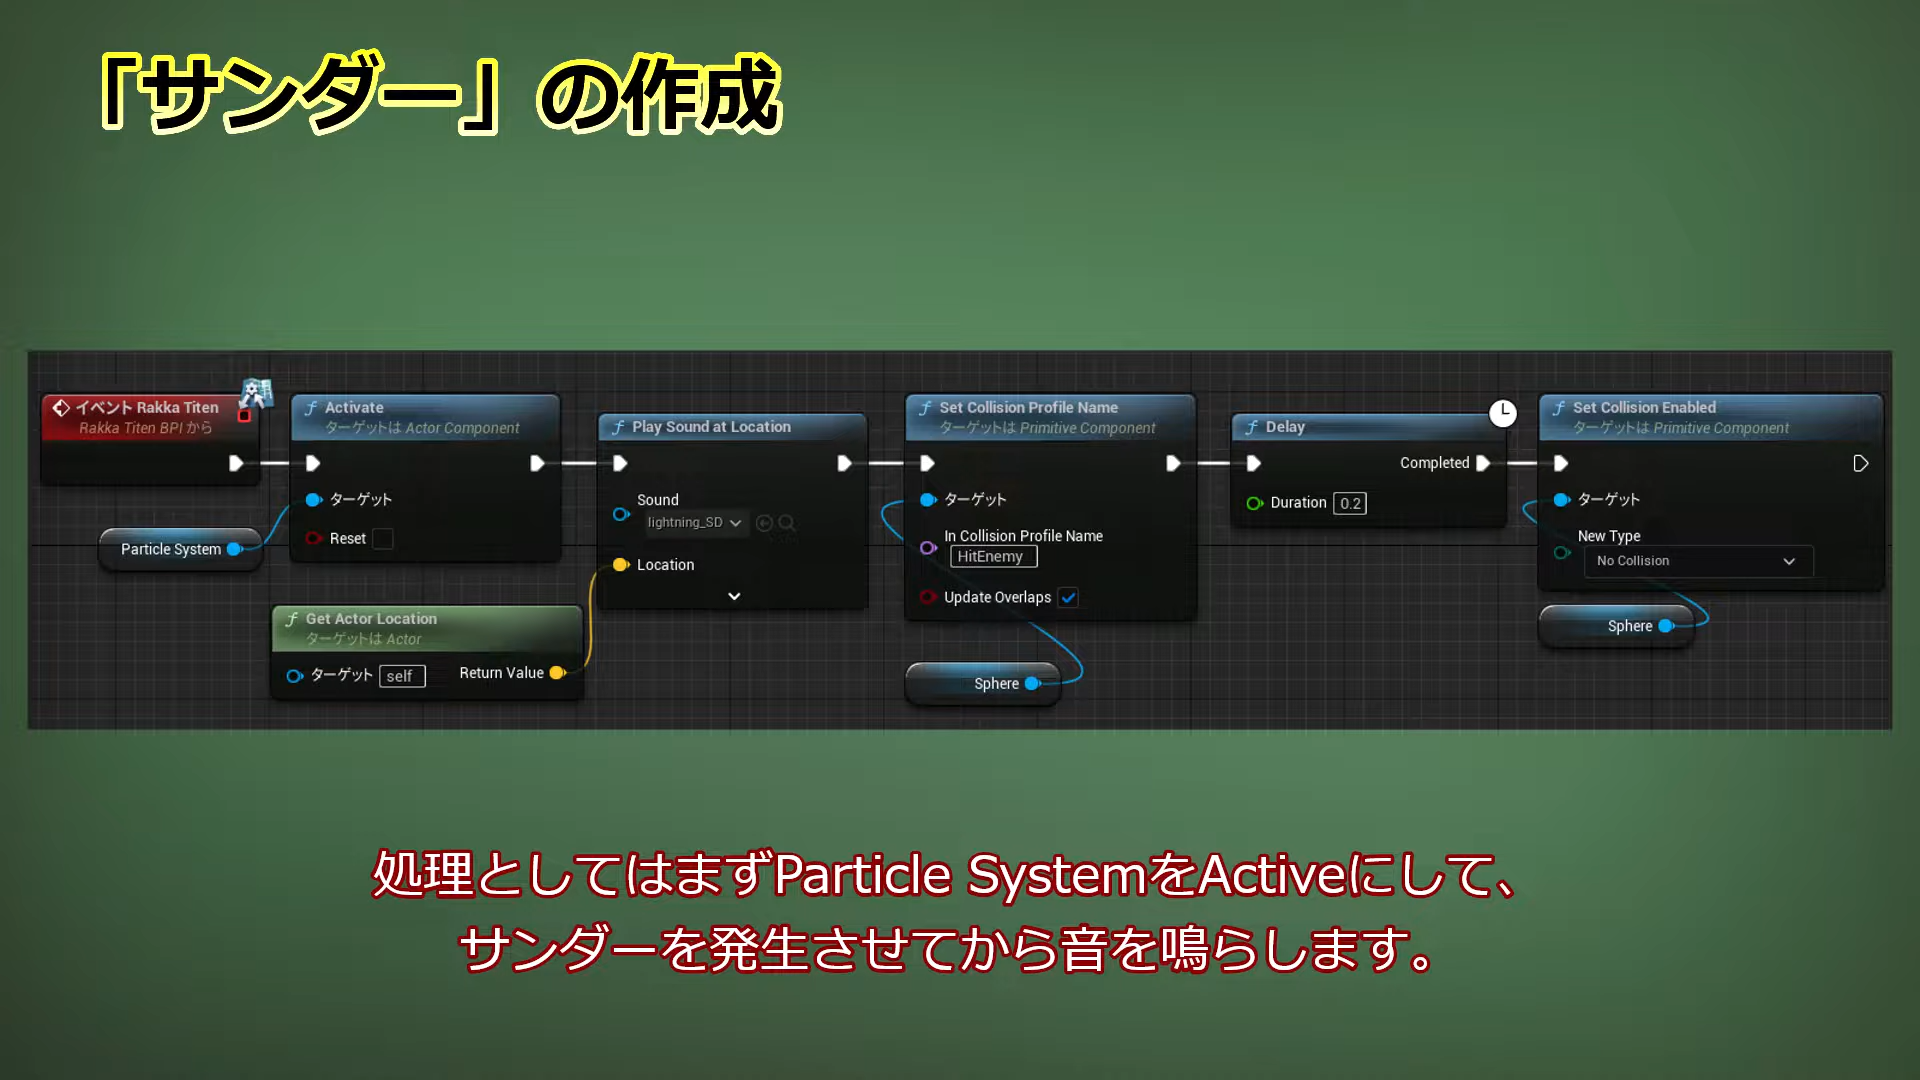 「サンダー」の作成
イベント Rakka Titen
Rakka Titen BPI から
Particle System
Activate
ターゲットは Actor Component
ターゲット
Reset
Get Actor Location
ターゲットは Actor
ターゲット self Return Value
Play Sound at Location
Sound
lightning_SD
Location
Set Collision Profile Name
ターゲットは Primitive Component
ターゲット
In Collision Profile Name
HitEnemy
Update Overlaps
Sphere
Delay
Completed
Duration 0.2
Set Collision Enabled
ターゲットは Primitive Component
ターゲット
New Type
No Collision
Sphere
処理としてはまずParticle SystemをActiveにして、
サンダーを発生させてから音を鳴らします。